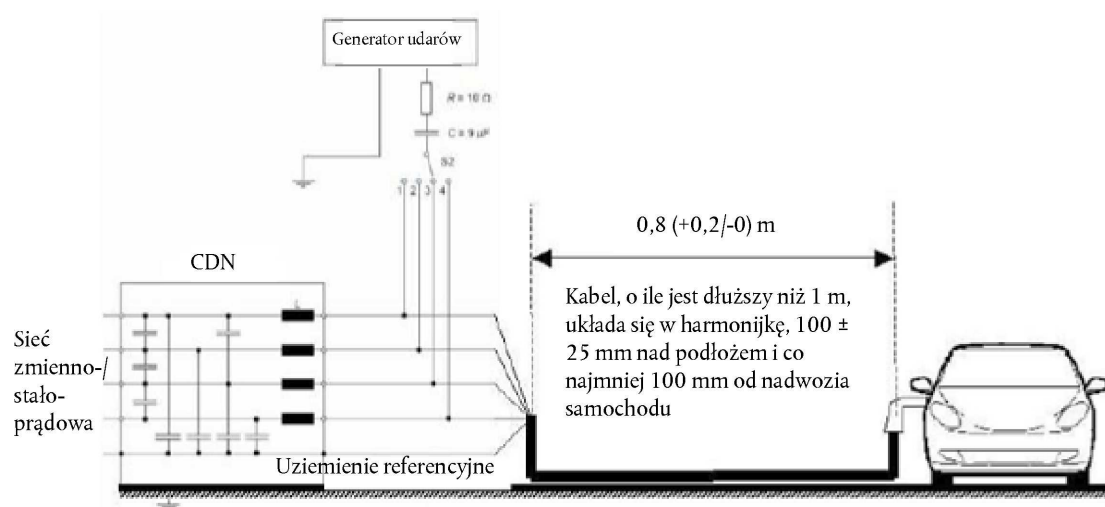 Generator udarów
R = 10 Ω
C = 9 µF
S2
1 2 3 4
0,8 (+0,2/-0) m
CDN
L
Kabel, o ile jest dłuższy niż 1 m,
układa się w harmonijkę, 100 ±
25 mm nad podłożem i co
najmniej 100 mm od nadwozia
samochodu
Sieć
zmienno-/
stało-
prądowa
Uziemienie referencyjne